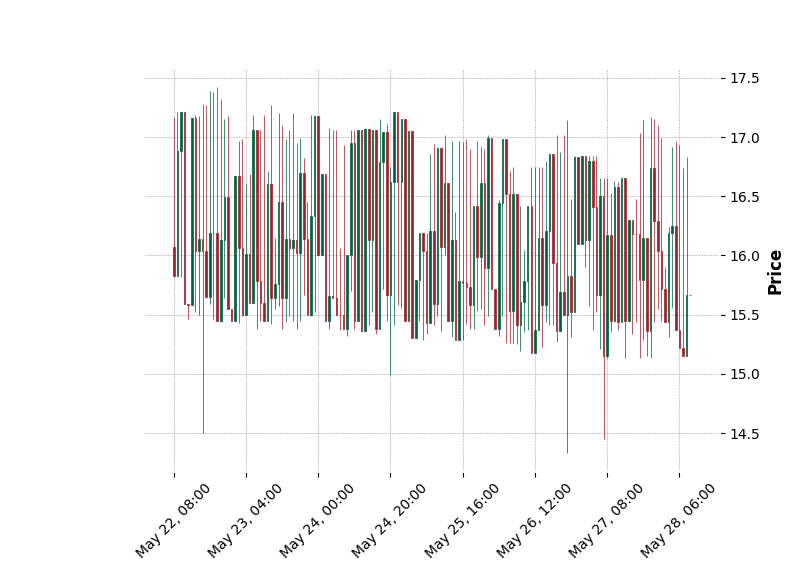 17.5
17.0
16.5
16.0
15.5
15.0
14.5
Price
May 22, 08:00
May 23, 04:00
May 24, 00:00
May 24, 20:00
May 25, 16:00
May 26, 12:00
May 27, 08:00
May 28, 06:00